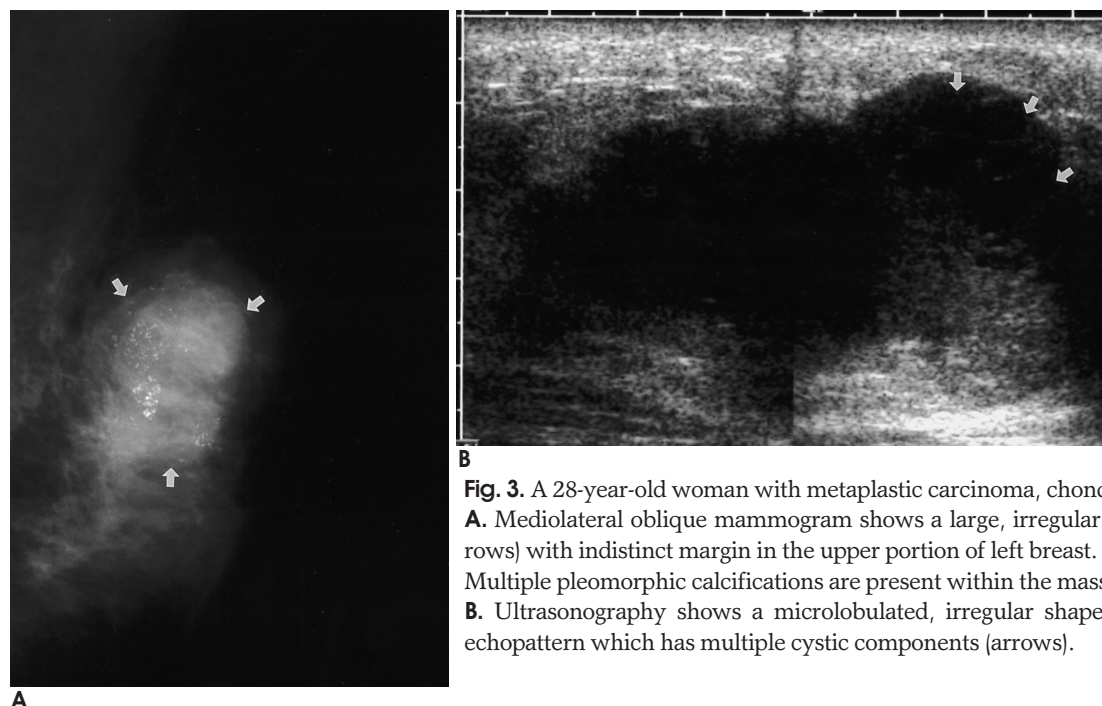 B
Fig. 3. A 28-year-old woman with metaplastic carcinoma, chond
A. Mediolateral oblique mammogram shows a large, irregular
rows) with indistinct margin in the upper portion of left breast.
Multiple pleomorphic calcifications are present within the mass
B. Ultrasonography shows a microlobulated, irregular shape
echopattern which has multiple cystic components (arrows).
A